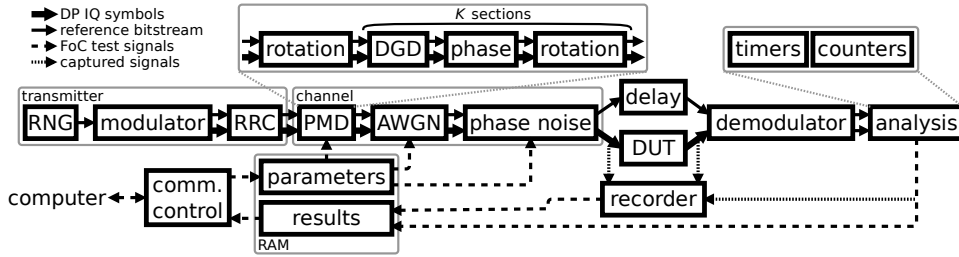 DP IQ symbols
reference bitstream
FoC test signals
captured signals
K sections
rotation DGD phase rotation
timers counters
transmitter
channel
RNG modulator RRC PMD AWGN phase noise
delay
DUT
demodulator analysis
computer
comm.
control
parameters
results
RAM
recorder